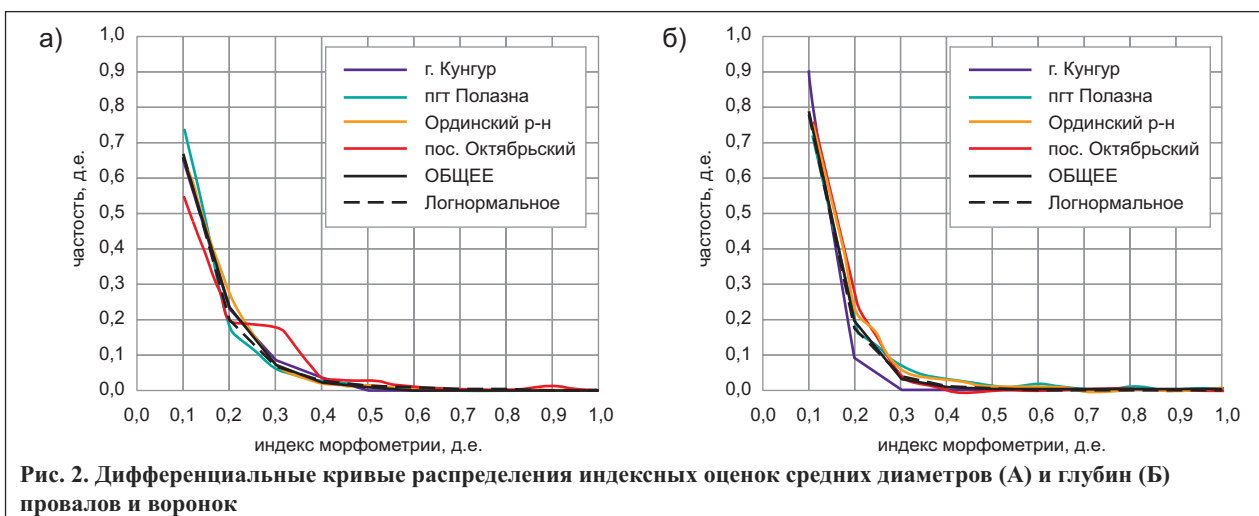 а)
частость, д.е.
1,0
0,9
0,8
0,7
0,6
0,5
0,4
0,3
0,2
0,1
0,0
г. Кунгур
пгт Полазна
Ординский р-н
пос. Октябрьский
ОБЩЕЕ
Логнормальное
0,0 0,1 0,2 0,3 0,4 0,5 0,6 0,7 0,8 0,9 1,0
индекс морфометрии, д.е.
б)
частость, д.е.
1,0
0,9
0,8
0,7
0,6
0,5
0,4
0,3
0,2
0,1
0,0
г. Кунгур
пгт Полазна
Ординский р-н
пос. Октябрьский
ОБЩЕЕ
Логнормальное
0,0 0,1 0,2 0,3 0,4 0,5 0,6 0,7 0,8 0,9 1,0
индекс морфометрии, д.е.
Рис. 2. Дифференциальные кривые распределения индексных оценок средних диаметров (А) и глубин (Б)
провалов и воронок